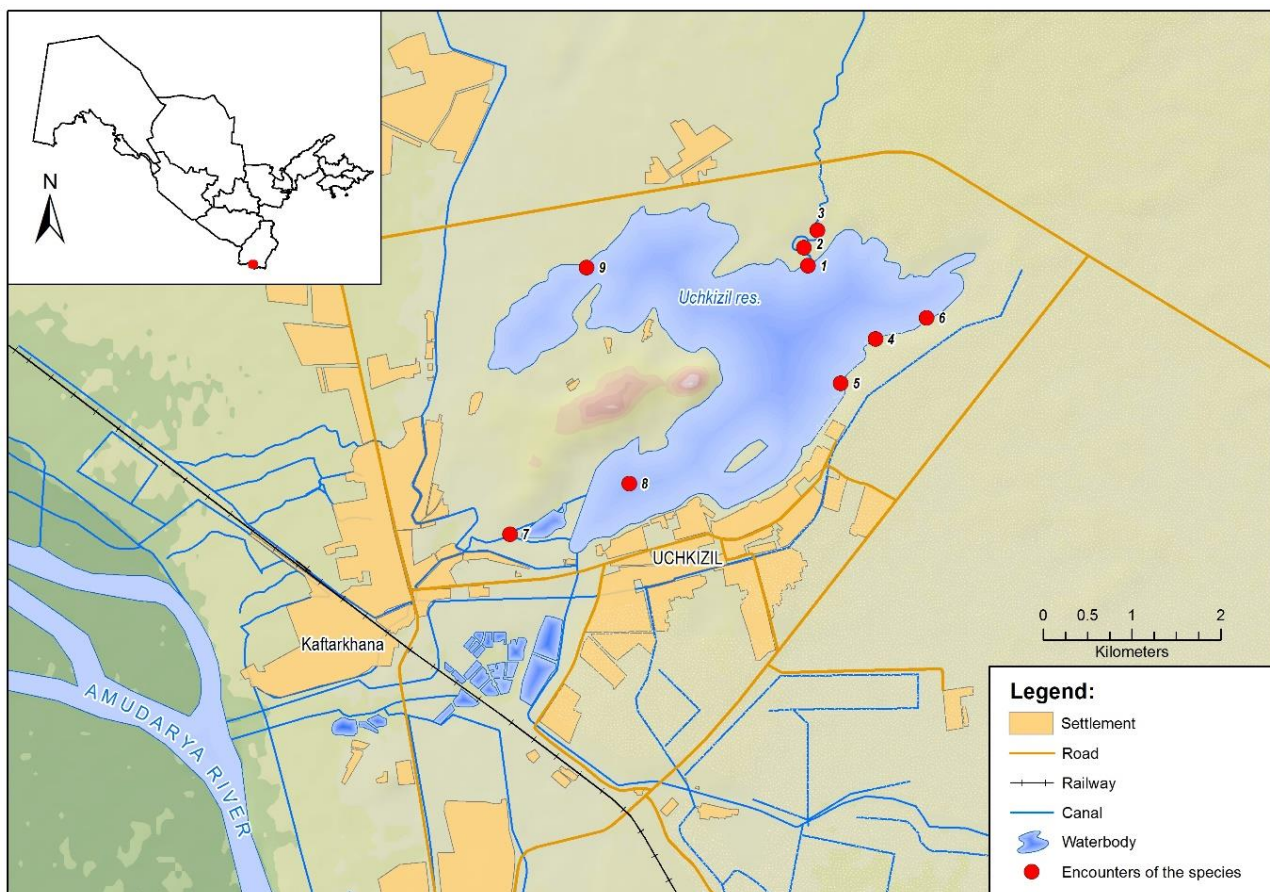 N
3
2
1
9
Uchkizil res.
6
4
5
8
7
UCHKIZIL
Kaftarkhana
AMUDARYA RIVER
0 0.5 1 2
Kilometers
Legend:
Settlement
Road
Railway
Canal
Waterbody
Encounters of the species